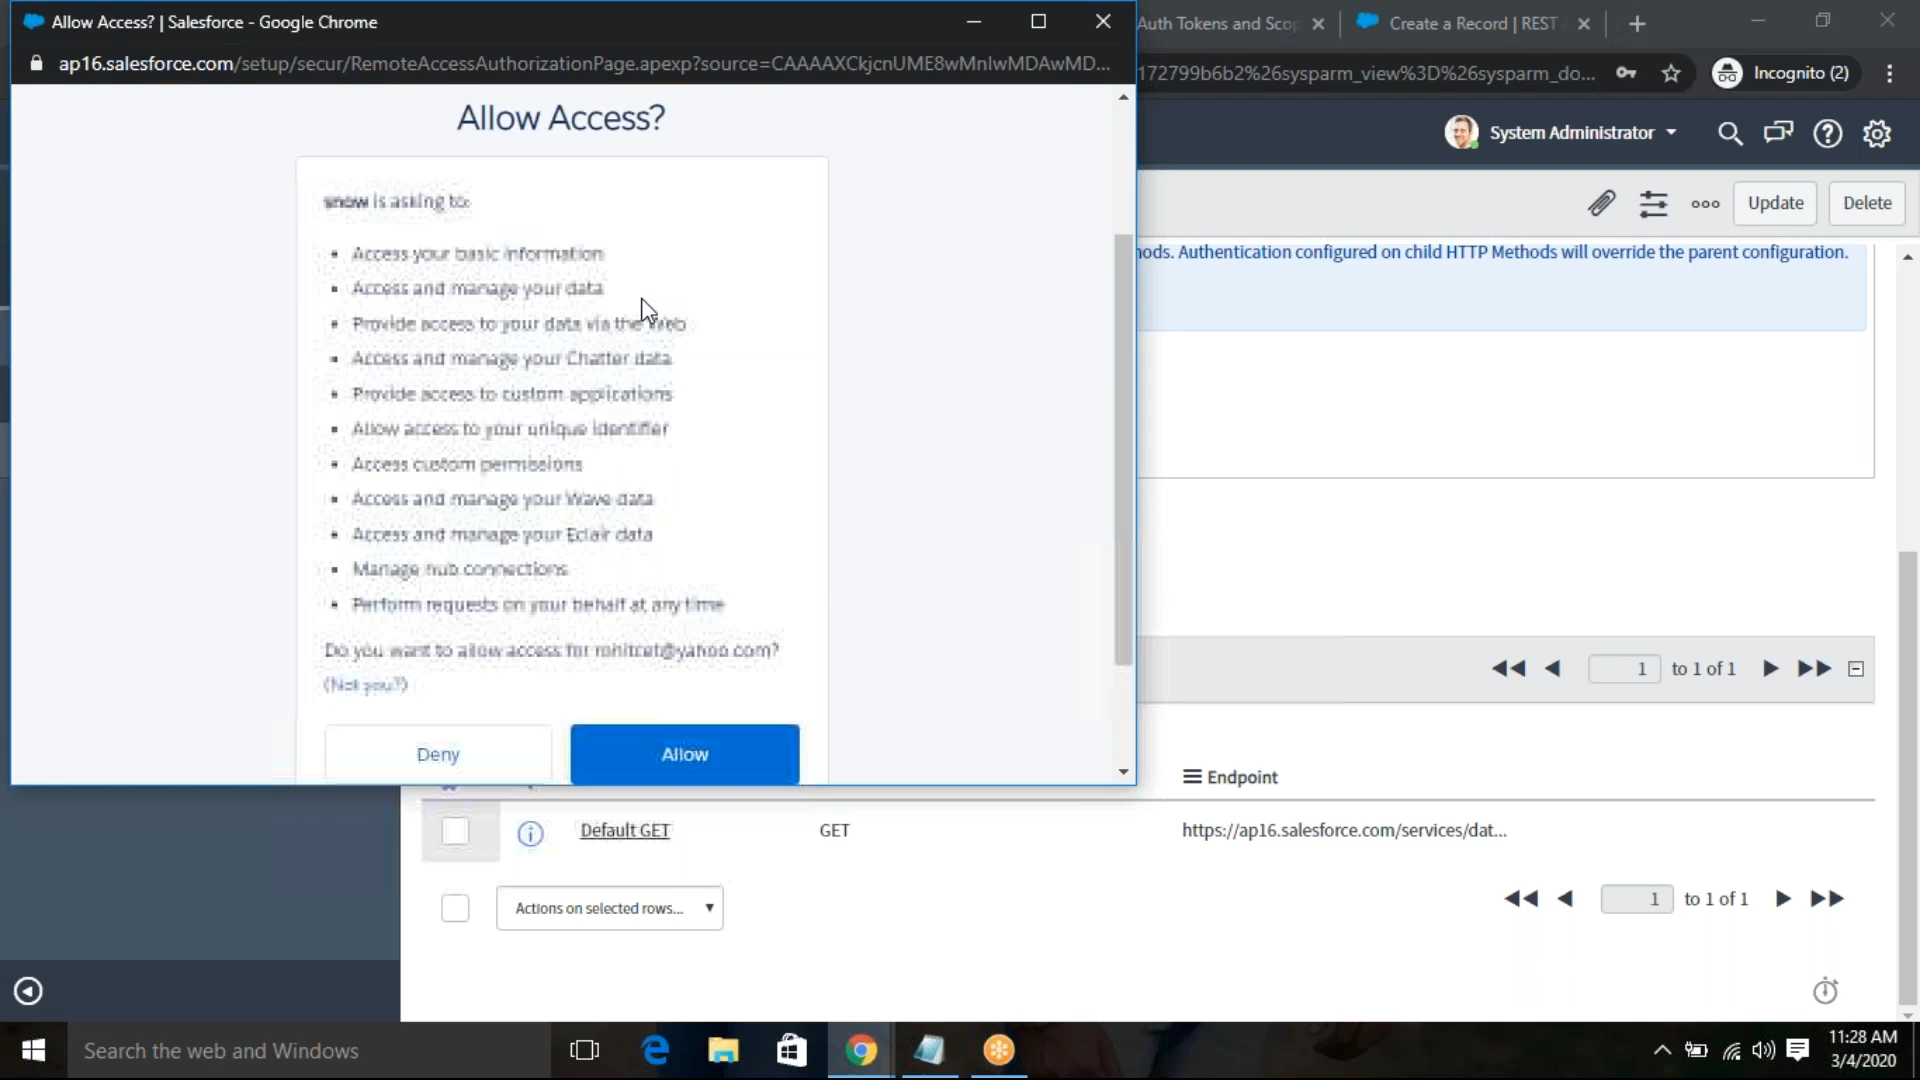 Allow Access? | Salesforce - Google Chrome
Auth Tokens and Scop
Create a Record | REST
ap16.salesforce.com/setup/secur/RemoteAccessAuthorizationPage.apexp?source=CAAAAXCkjcnUME8wMnIwMDAwMD...
172799b6b2%26sysparm_view%3D%26sysparm_do...
Incognito (2)
Allow Access?
System Administrator
snow is asking to:
Update
Delete
Access your basic information
ods. Authentication configured on child HTTP Methods will override the parent configuration.
Access and manage your data
Provide access to your data via the Web
Access and manage your Chatter data
Provide access to custom applications
Allow access to your unique identifier
Access custom permissions
Access and manage your Wave data
Access and manage your Eclair data
Manage hub connections
Perform requests on your behalf at any time
Do you want to allow access for rohitcet@yahoo.com?
(Not you?)
1 to 1 of 1
Deny
Allow
Endpoint
Default GET
GET
https://ap16.salesforce.com/services/dat...
Actions on selected rows...
1 to 1 of 1
Search the web and Windows
11:28 AM
3/4/2020